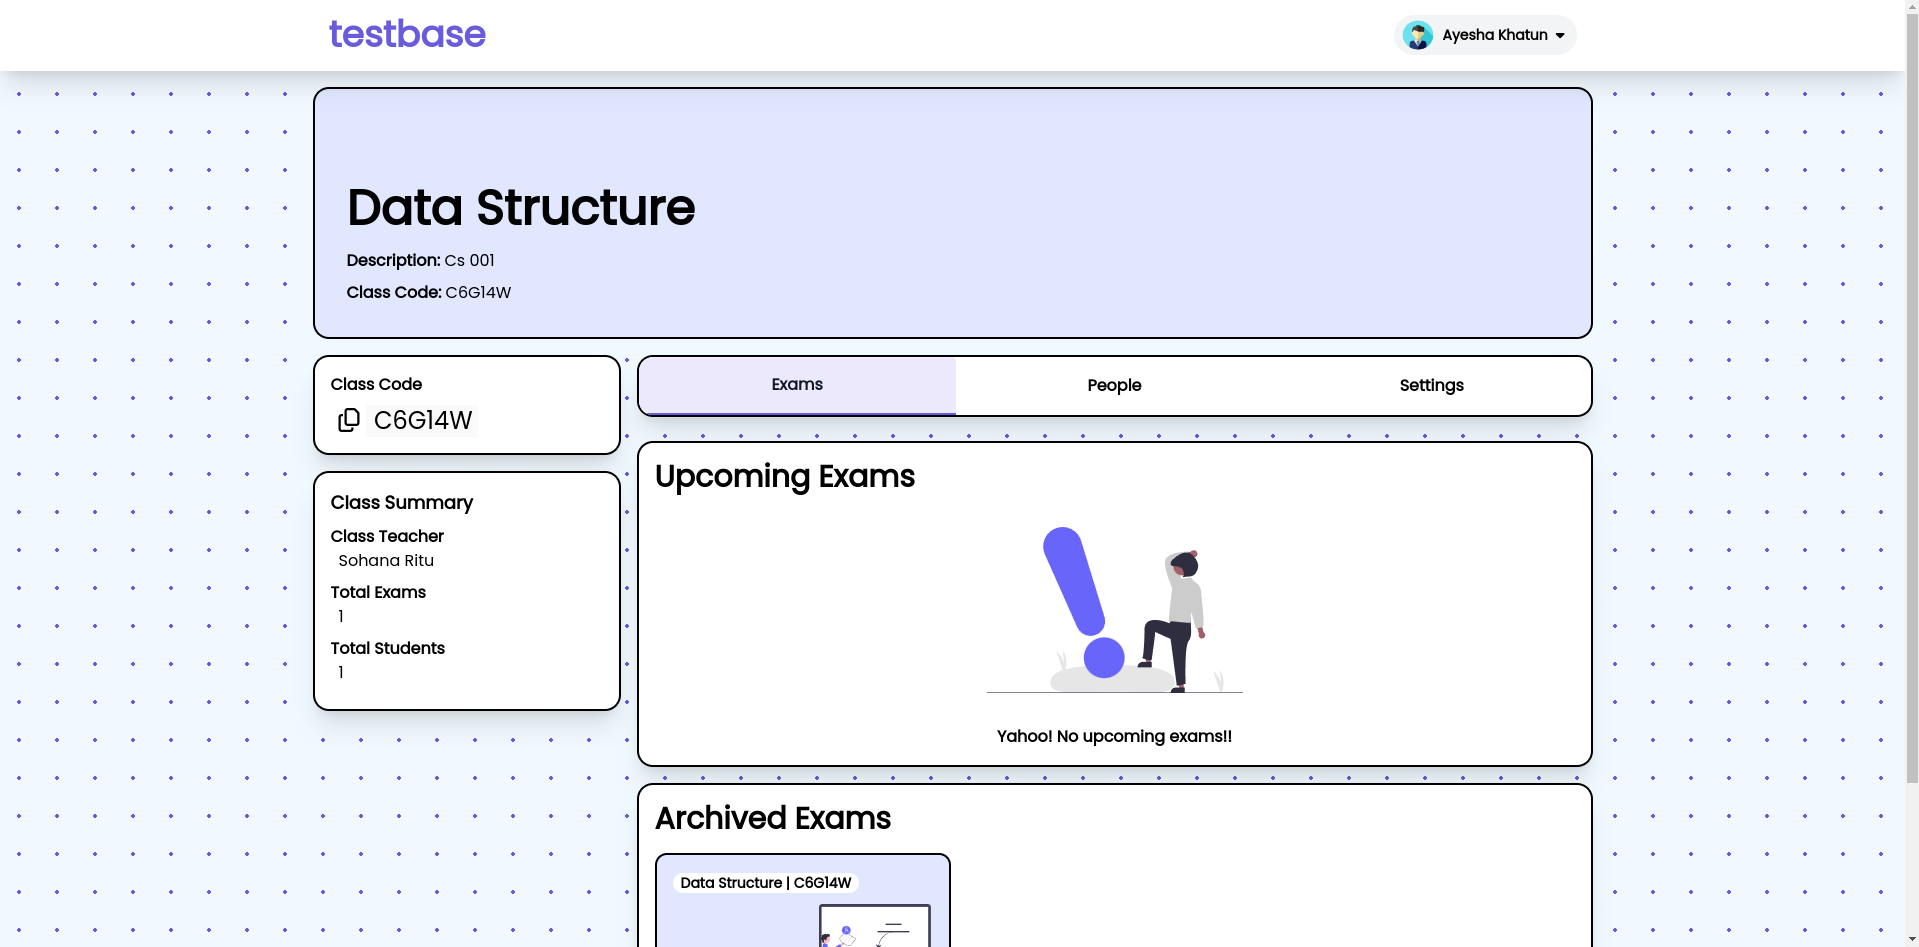 testbase
Ayesha Khatun
Data Structure
Description: Cs 001
Class Code: C6G14W
Class Code
C6G14W
Class Summary
Class Teacher
Sohana Ritu
Total Exams
1
Total Students
1
Exams
People
Settings
Upcoming Exams
Yahoo! No upcoming exams!!
Archived Exams
Data Structure | C6G14W